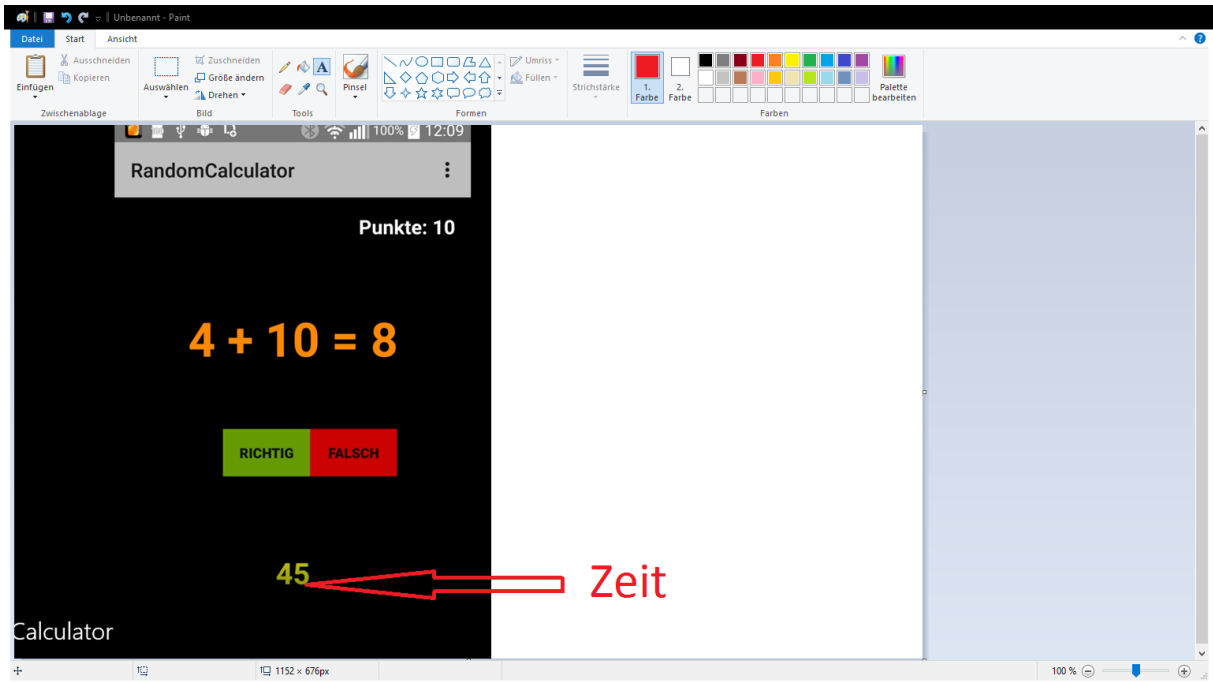 Unbenannt - Paint
Datei Start Ansicht
Einfügen
Ausschneiden
Kopieren
Zwischenablage
Auswählen
Zuschneiden
Größe ändern
Drehen
Bild
A
Tools
Pinsel
Umriss
Füllen
Formen
Strichstärke
1. Farbe
2. Farbe
Palette bearbeiten
Farben
100% 12:09
RandomCalculator
Punkte: 10
4 + 10 = 8
RICHTIG FALSCH
45
Zeit
Calculator
1152 × 676px
100 %